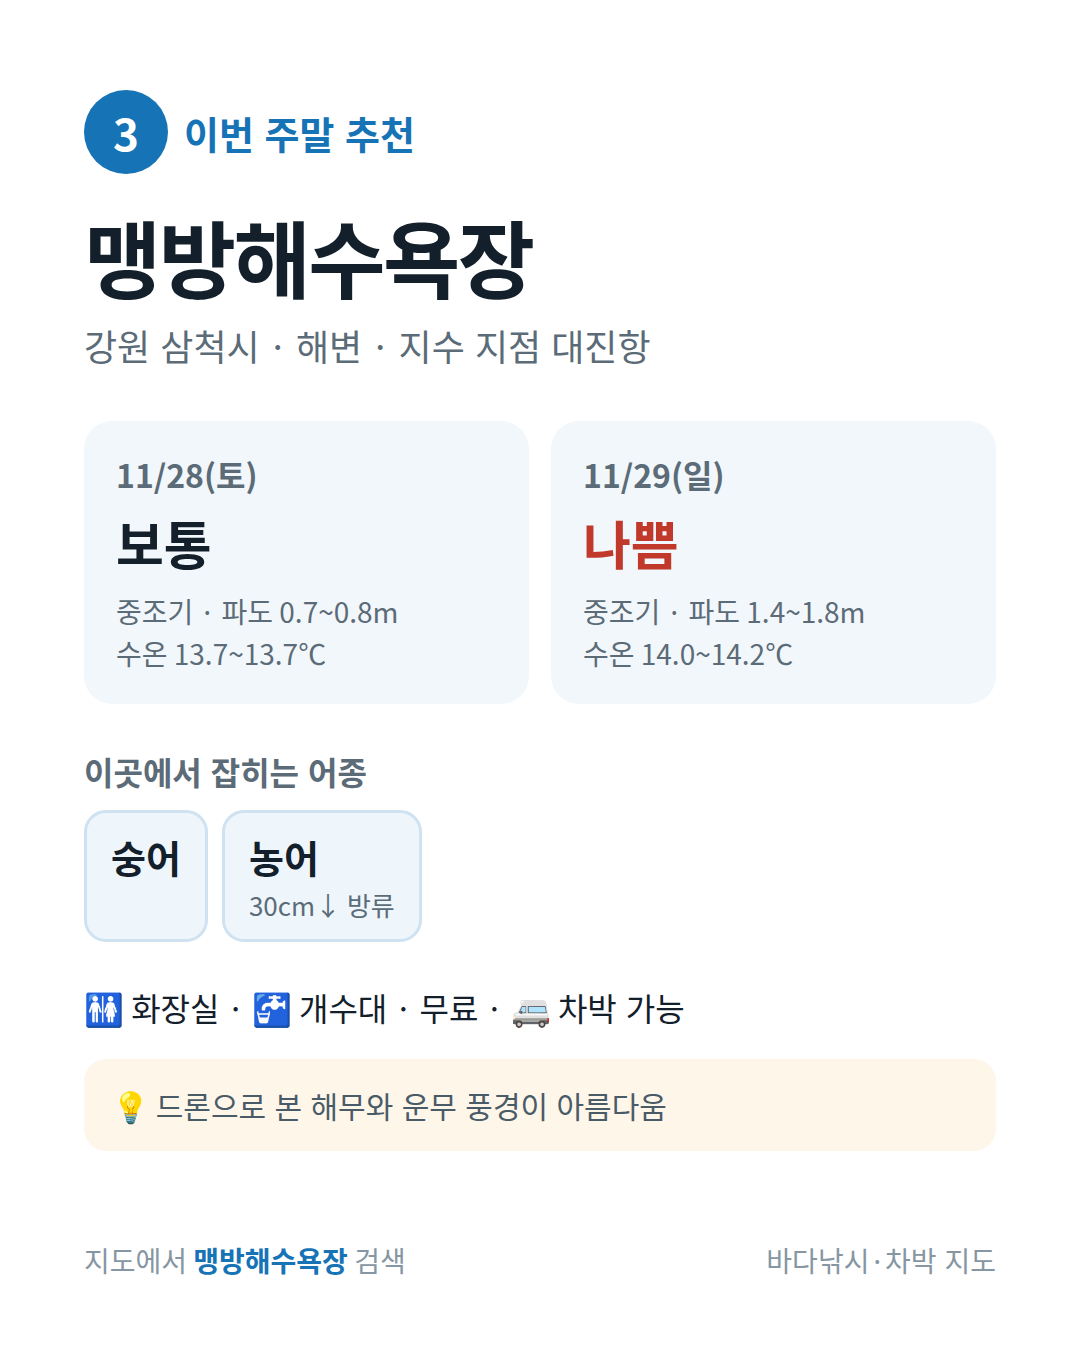 3 이번 주말 추천
맹방해수욕장
강원 삼척시 · 해변 · 지수 지점 대진항
11/28(토)
보통
중조기 · 파도 0.7~0.8m
수온 13.7~13.7℃
11/29(일)
나쁨
중조기 · 파도 1.4~1.8m
수온 14.0~14.2℃
이곳에서 잡히는 어종
숭어
농어
30cm↓ 방류
🚻 화장실 · 🚰 개수대 · 무료 · 🚐 차박 가능
💡 드론으로 본 해무와 운무 풍경이 아름다움
지도에서 맹방해수욕장 검색
바다낚시·차박 지도